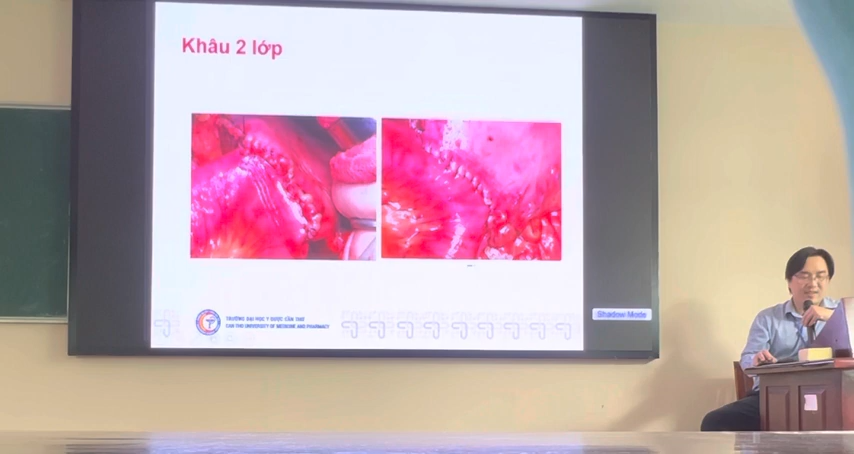 Khâu 2 lớp
TRƯỜNG ĐẠI HỌC Y DƯỢC CẦN THƠ
CAN THO UNIVERSITY OF MEDICINE AND PHARMACY
Shadow Mode